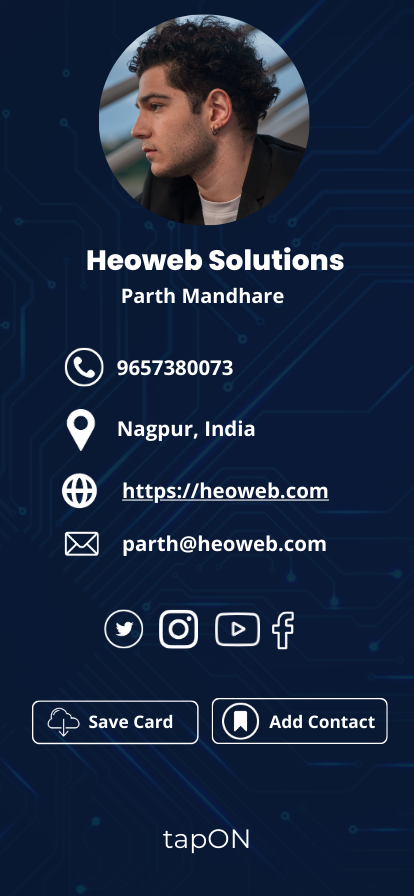 Heoweb Solutions
Parth Mandhare
9657380073
Nagpur, India
https://heoweb.com
parth@heoweb.com
Save Card
Add Contact
tapON